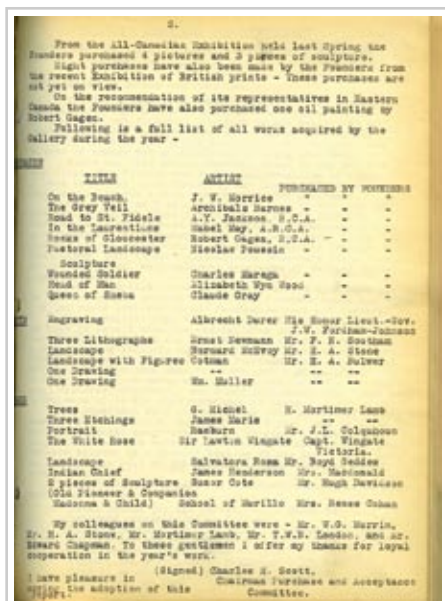 2.
From the All-Canadian Exhibition held last Spring the
Founders purchased 4 pictures and 3 pieces of sculpture.
Eight purchases have also been made by the Founders from
the recent Exhibition of British prints - These purchases are
not yet on view.
On the recommendation of its representatives in Eastern
Canada the Founders have also purchased one oil painting by
Robert Gagen.
Following is a full list of all works acquired by the
Gallery during the year -
TITLE ARTIST
PURCHASED BY FOUNDERS
On the Beach J. W. Morrice " " "
The Grey Veil Archibald Barnes " " "
Road to St. Fidele A.Y. Jackson, R.C.A. " " "
In the Laurentians Mabel May, A.R.C.A. " " "
Rocks of Gloucester Robert Gagen, R.C.A. " " "
Pastoral Landscape Nicolas Poussin " " "
Sculpture
Wounded Soldier Charles Marega " " "
Head of Man Elizabeth Wyn Wood " " "
Queen of Sheba Claude Gray " " "
Engraving Albrecht Durer His Honor Lieut.-Gov.
J.W. Fordham-Johnson
Three Lithographs Ernst Neumann Mr. F. N. Southam
Landscape Bernard McEvoy Mr. H. A. Stone
Landscape with Figures Cotman Mr. H. A. Bulwer
One Drawing -- -- --
One Drawing Wm. Muller -- --
Trees G. Michel H. Mortimer Lamb
Three Etchings James Maris -- --
Portrait Raeburn Mr. J.L. Colquhoun
The White Rose Sir Lawton Wingate Capt. Wingate
Victoria.
Landscape Salvatora Rosa Mr. Boyd Geddes
Indian Chief James Henderson Mrs. Macdonald
2 pieces of Sculpture Suzor Cote Mr. Hugh Davidson
(Old Pioneer & Companion
Madonna & Child) School of Murillo Mrs. Renee Cohan
My colleagues on this Committee were - Mr. W.G. Murrin,
Mr. H. A. Stone, Mr. Mortimer Lamb, Mr. T.W.B. London, and Mr.
Edward Chapman. To these gentlemen I offer my thanks for loyal
cooperation in the year's work.
(Signed) Charles H. Scott,
I have pleasure in Chairman Purchase and Acceptance
the adoption of this Committee.
report.